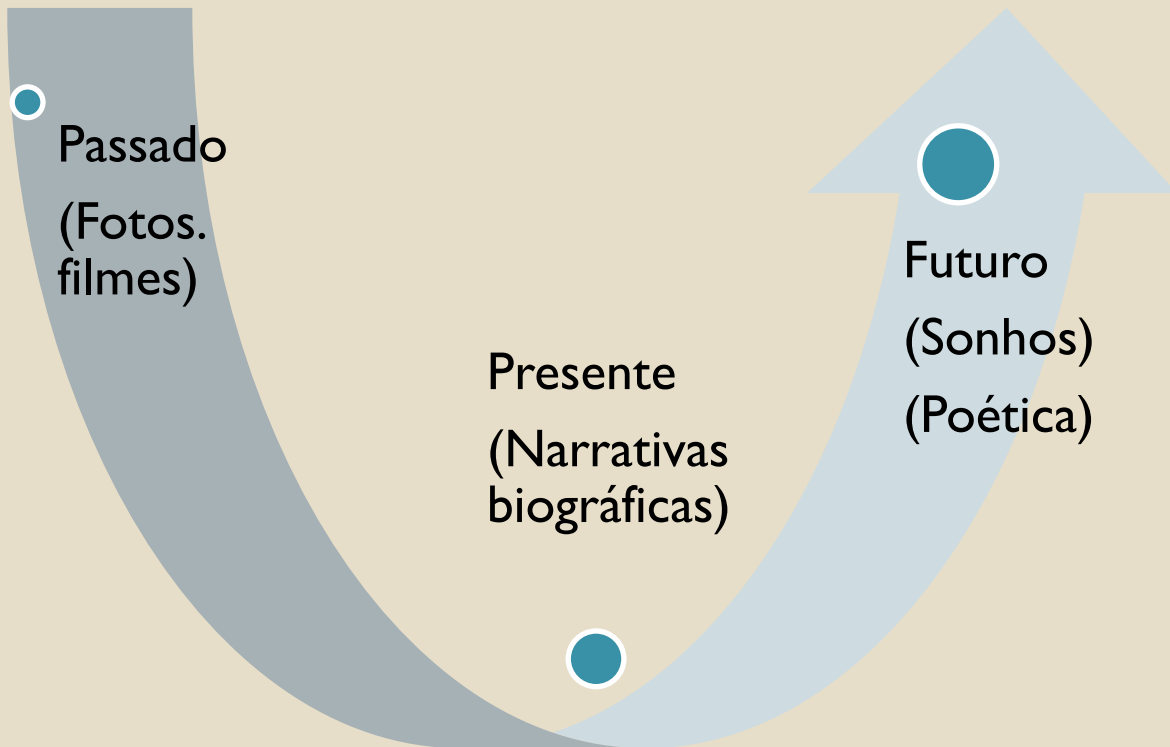 Passado
(Fotos.
filmes)
Presente
(Narrativas
biográficas)
Futuro
(Sonhos)
(Poética)